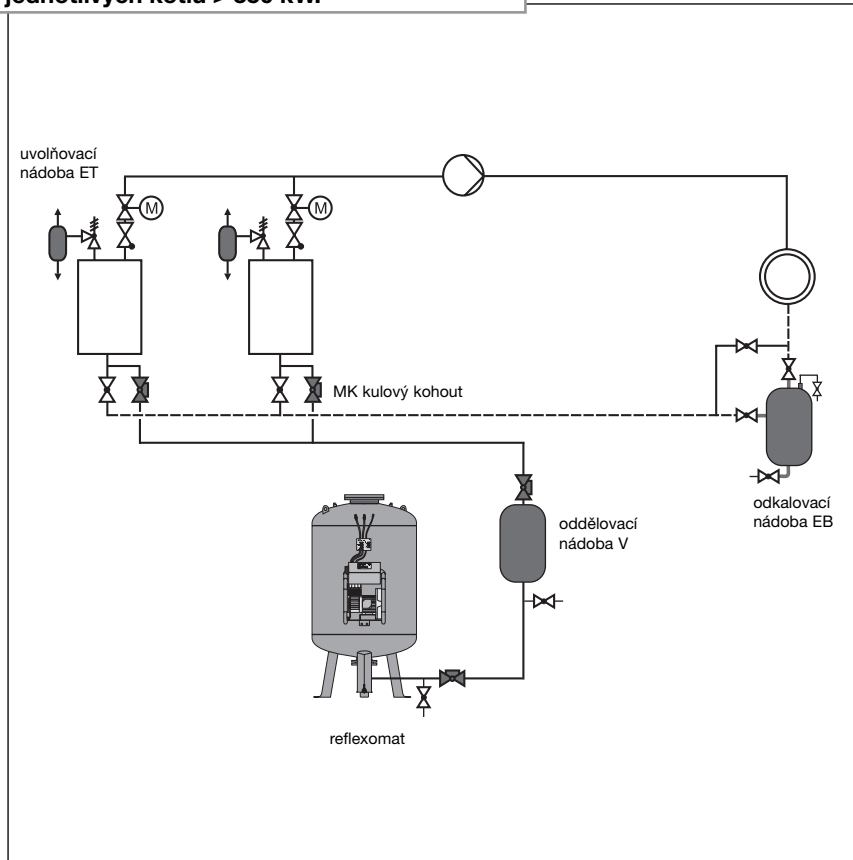 jednotlivých kotlů > 350 kW.
uvolňovací
nádoba ET
M
M
MK kulový kohout
oddělovací
nádoba V
odkalovací
nádoba EB
reflexomat